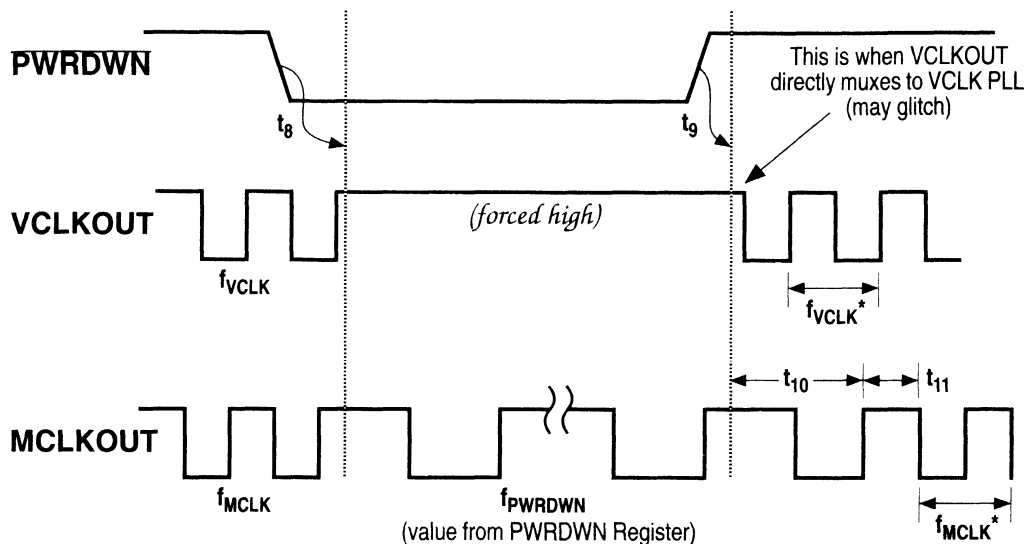 PWRDWN
t8
t9
This is when VCLKOUT
directly muxes to VCLK PLL
(may glitch)
VCLKOUT
(forced high)
fVCLK
fVCLK*
t10
t11
MCLKOUT
fMCLK
fPWRDWN
(value from PWRDWN Register)
fMCLK*